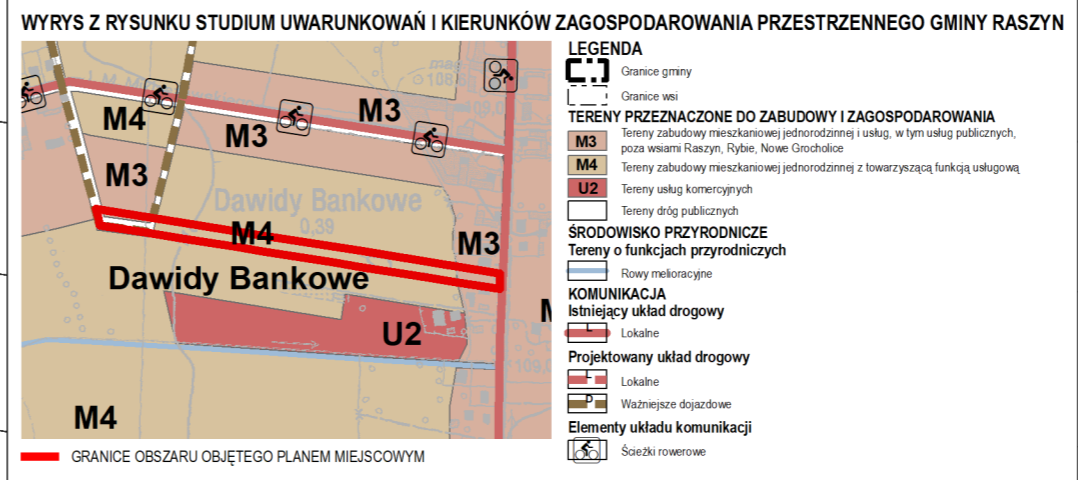 WYRYS Z RYSUNKU STUDIUM UWARUNKOWAŃ I KIERUNKÓW ZAGOSPODAROWANIA PRZESTRZENNEGO GMINY RASZYN
M4
M3
M3
M3
Dawidy Bankowe
0,39
M4
M3
Dawidy Bankowe
U2
109,0
M4
GRANICE OBSZARU OBJĘTEGO PLANEM MIEJSCOWYM
LEGENDA
Granice gminy
Granice wsi
TERENY PRZEZNACZONE DO ZABUDOWY I ZAGOSPODAROWANIA
M3 Tereny zabudowy mieszkaniowej jednorodzinnej i usług, w tym usług publicznych,
poza wsiami Raszyn, Rybie, Nowe Grocholice
M4 Tereny zabudowy mieszkaniowej jednorodzinnej z towarzyszącą funkcją usługową
U2 Tereny usług komercyjnych
Tereny dróg publicznych
ŚRODOWISKO PRZYRODNICZE
Tereny o funkcjach przyrodniczych
Rowy melioracyjne
KOMUNIKACJA
Istniejący układ drogowy
L Lokalne
Projektowany układ drogowy
L Lokalne
D Ważniejsze dojazdowe
Elementy układu komunikacji
Ścieżki rowerowe